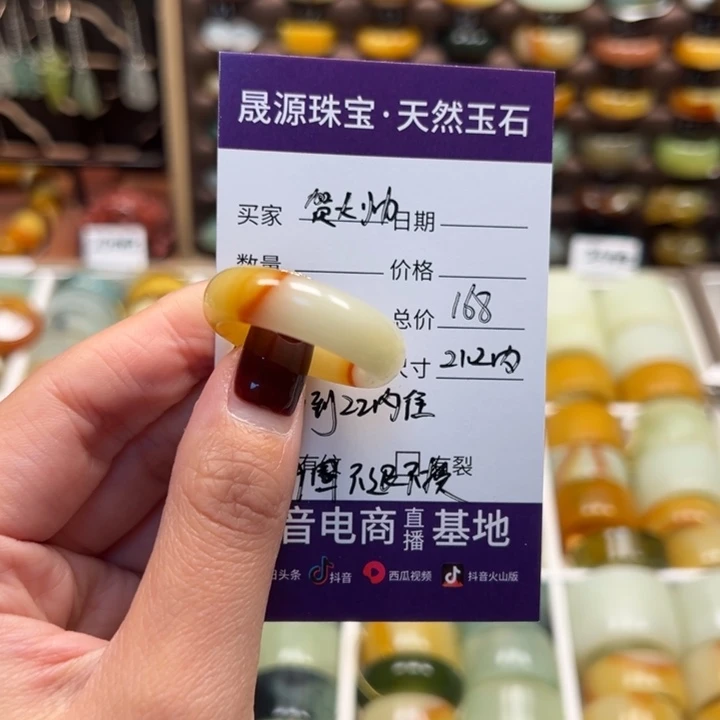 晟源珠宝·天然玉石
买家 贺大帅 日期
数量 价格
总价 168
尺寸 21.2内
到22内径
有纹 有裂
不退不换
音电商直播基地
日头条 抖音 西瓜视频 抖音火山版